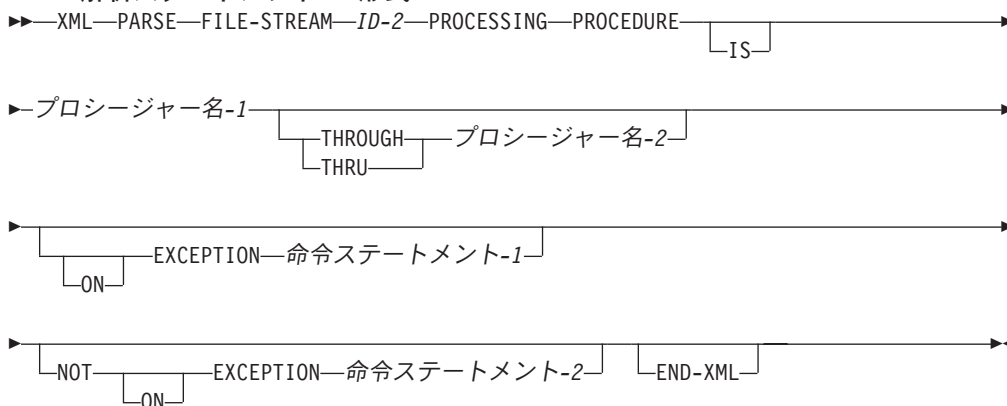 XML PARSE FILE-STREAM ID-2 PROCESSING PROCEDURE
IS
プロシージャー名-1
THROUGH プロシージャー名-2
THRU
EXCEPTION 命令ステートメント-1
ON
NOT EXCEPTION 命令ステートメント-2 END-XML
ON